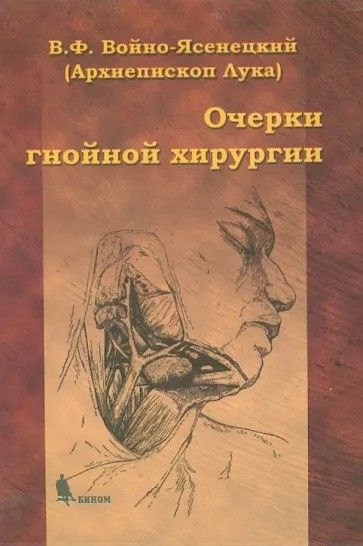 В.Ф. Войно-Ясенецкий
(Архиепископ Лука)
Очерки
гнойной хирургии
БИНОМ